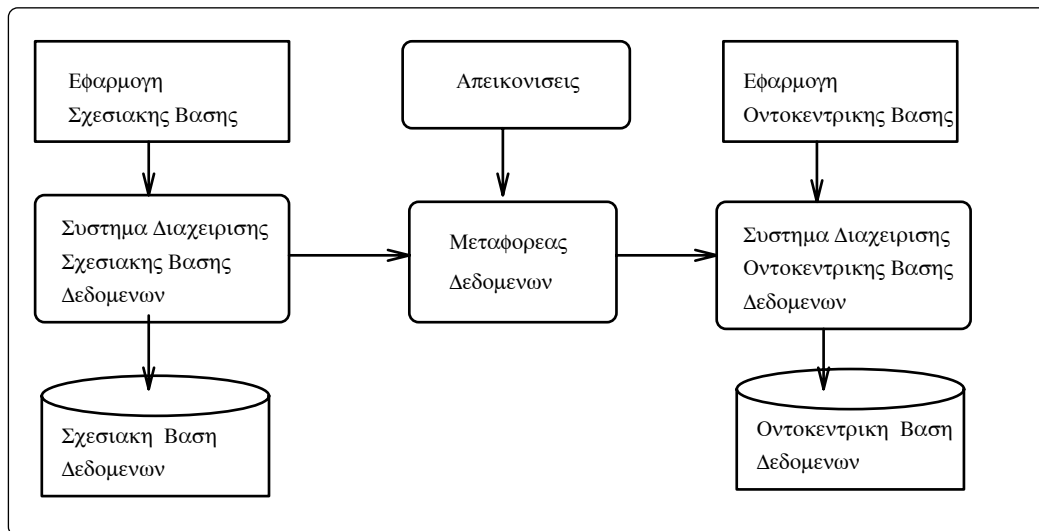 Εφαρμογη
Σχεσιακης Βασης
Απεικονισεις
Εφαρμογη
Οντοκεντρικης Βασης
Συστημα Διαχειρισης
Σχεσιακης Βασης
Δεδομενων
Μεταφορεας
Δεδομενων
Συστημα Διαχειρισης
Οντοκεντρικης Βασης
Δεδομενων
Σχεσιακη Βαση
Δεδομενων
Οντοκεντρικη Βαση
Δεδομενων